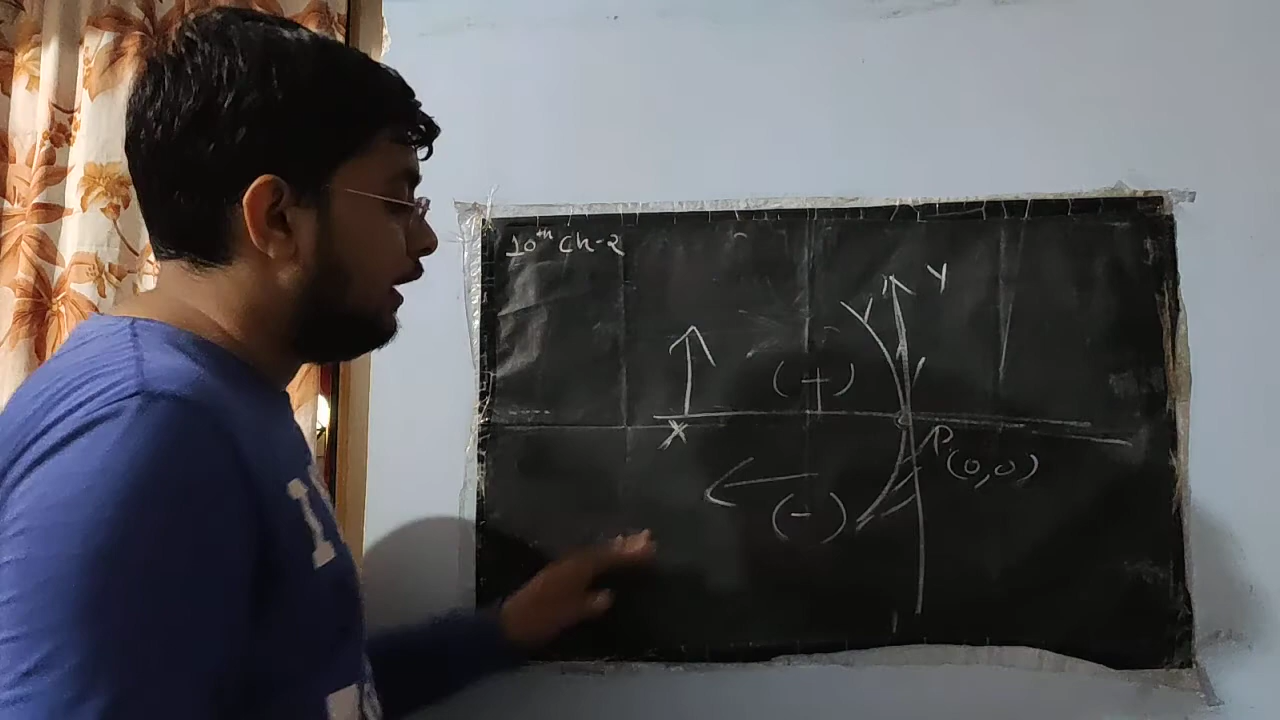 10th Ch-2
Y
(+)
X
P(0,0)
(-)